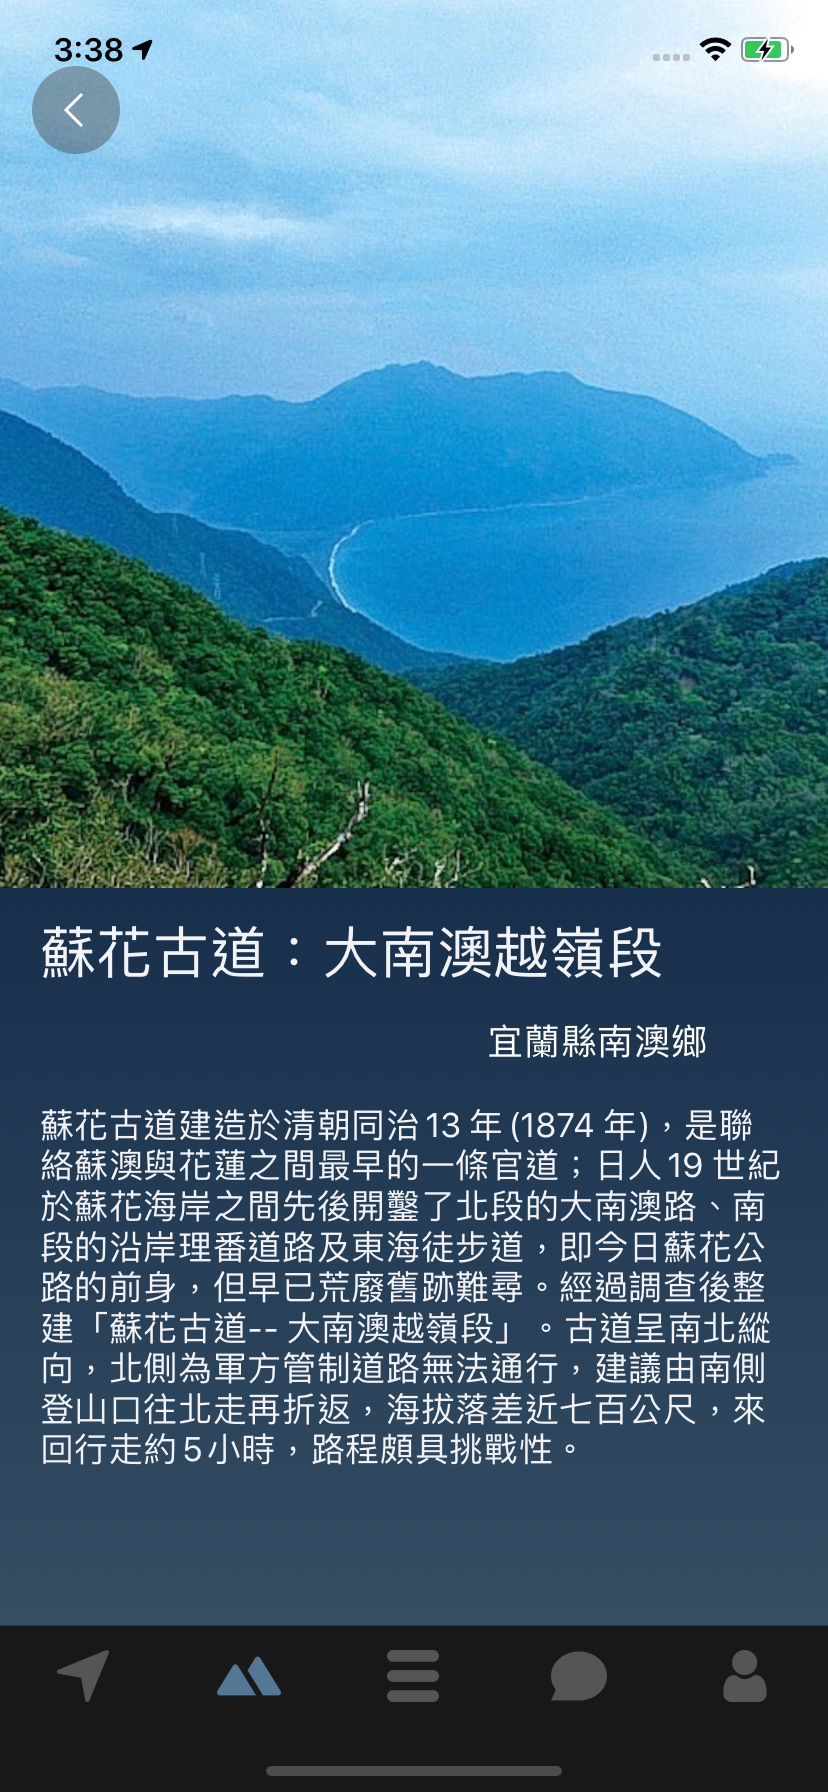 3:38
蘇花古道：大南澳越嶺段
宜蘭縣南澳鄉
蘇花古道建造於清朝同治 13 年 (1874 年)，是聯
絡蘇澳與花蓮之間最早的一條官道；日人 19 世紀
於蘇花海岸之間先後開鑿了北段的大南澳路、南
段的沿岸理番道路及東海徒步道，即今日蘇花公
路的前身，但早已荒廢舊跡難尋。經過調查後整
建「蘇花古道-- 大南澳越嶺段」。古道呈南北縱
向，北側為軍方管制道路無法通行，建議由南側
登山口往北走再折返，海拔落差近七百公尺，來
回行走約 5 小時，路程頗具挑戰性。